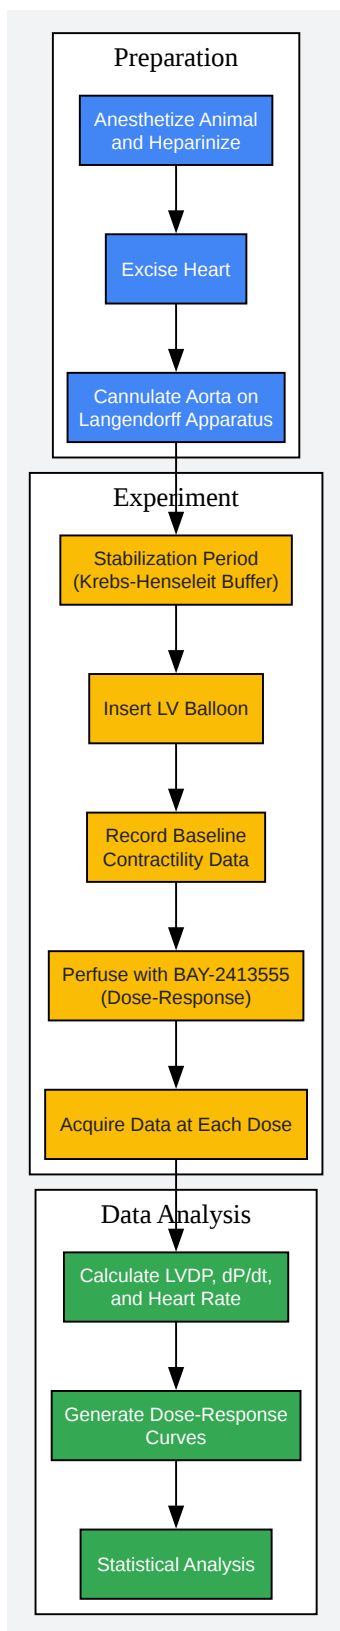 Preparation
Anesthetize Animal
and Heparinize
Excise Heart
Cannulate Aorta on
Langendorff Apparatus
Experiment
Stabilization Period
(Krebs-Henseleit Buffer)
Insert LV Balloon
Record Baseline
Contractility Data
Perfuse with BAY-2413555
(Dose-Response)
Acquire Data at Each Dose
Data Analysis
Calculate LVDP, dP/dt,
and Heart Rate
Generate Dose-Response
Curves
Statistical Analysis